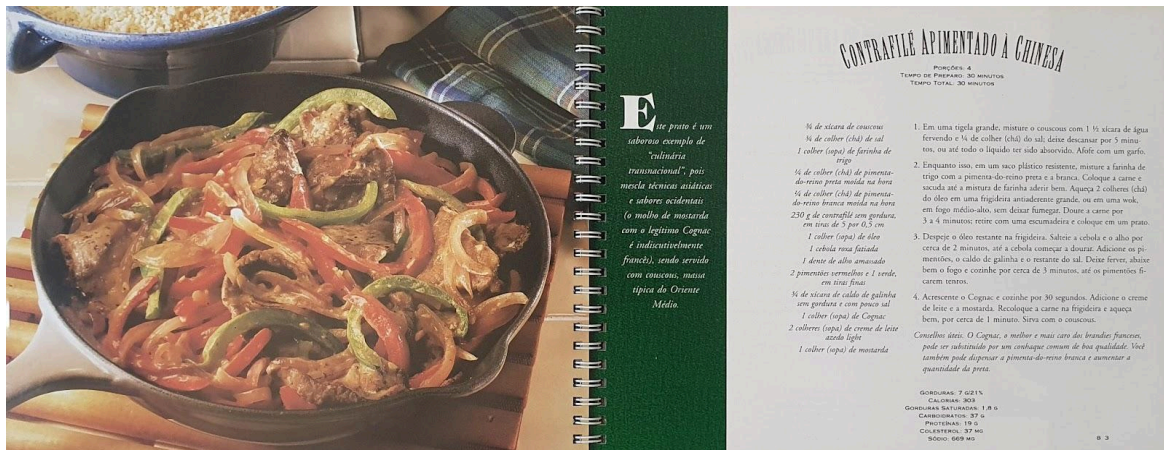 Este prato é um
saboroso exemplo de
"culinária
transnacional", pois
mescla técnicas asiáticas
e sabores ocidentais
(o molho de mostarda
com o legítimo Cognac
é indiscutivelmente
francês), sendo servido
com couscous, massa
típica do Oriente
Médio.
CONTRAFILÉ APIMENTADO À CHINESA
PORÇÕES: 4
TEMPO DE PREPARO: 30 MINUTOS
TEMPO TOTAL: 30 MINUTOS
¾ de xícara de couscous
¾ de colher (chá) de sal
1 colher (sopa) de farinha de
trigo
¼ de colher (chá) de pimenta-
do-reino preta moída na hora
¼ de colher (chá) de pimenta-
do-reino branca moída na hora
230 g de contrafilé sem gordura,
em tiras de 5 por 0,5 cm
1 colher (sopa) de óleo
1 cebola roxa fatiada
1 dente de alho amassado
2 pimentões vermelhos e 1 verde,
em tiras finas
¾ de xícara de caldo de galinha
sem gordura e com pouco sal
1 colher (sopa) de Cognac
2 colheres (sopa) de creme de leite
azedo light
1 colher (sopa) de mostarda
1. Em uma tigela grande, misture o couscous com 1 ½ xícara de água
fervendo e ¼ de colher (chá) do sal; deixe descansar por 5 minu-
tos, ou até todo o líquido ter sido absorvido. Afofe com um garfo.
2. Enquanto isso, em um saco plástico resistente, misture a farinha de
trigo com a pimenta-do-reino preta e a branca. Coloque a carne e
sacuda até a mistura de farinha aderir bem. Aqueça 2 colheres (chá)
do óleo em uma frigideira antiaderente grande, ou em uma wok,
em fogo médio-alto, sem deixar fumegar. Doure a carne por
3 a 4 minutos; retire com uma escumadeira e coloque em um prato.
3. Despeje o óleo restante na frigideira. Salteie a cebola e o alho por
cerca de 2 minutos, até a cebola começar a dourar. Adicione os pi-
mentões, o caldo de galinha e o restante do sal. Deixe ferver, abaixe
bem o fogo e cozinhe por cerca de 3 minutos, até os pimentões fi-
carem tenros.
4. Acrescente o Cognac e cozinhe por 30 segundos. Adicione o creme
de leite e a mostarda. Recoloque a carne na frigideira e aqueça
bem, por cerca de 1 minuto. Sirva com o couscous.
Conselhos úteis. O Cognac, o melhor e mais caro dos brandies franceses,
pode ser substituído por um conhaque comum de boa qualidade. Você
também pode dispensar a pimenta-do-reino branca e aumentar a
quantidade da preta.
GORDURAS: 7 G/21%
CALORIAS: 303
GORDURAS SATURADAS: 1,8 G
CARBOIDRATOS: 37 G
PROTEÍNAS: 19 G
COLESTEROL: 37 MG
SÓDIO: 669 MG
83